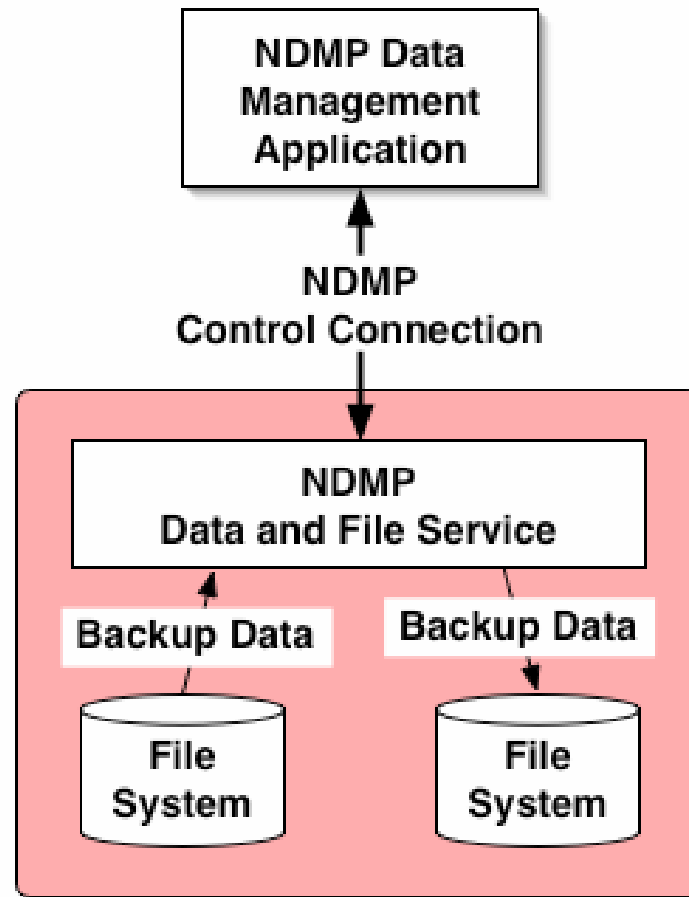 NDMP Data
Management
Application
NDMP
Control Connection
NDMP
Data and File Service
Backup Data
Backup Data
File
System
File
System